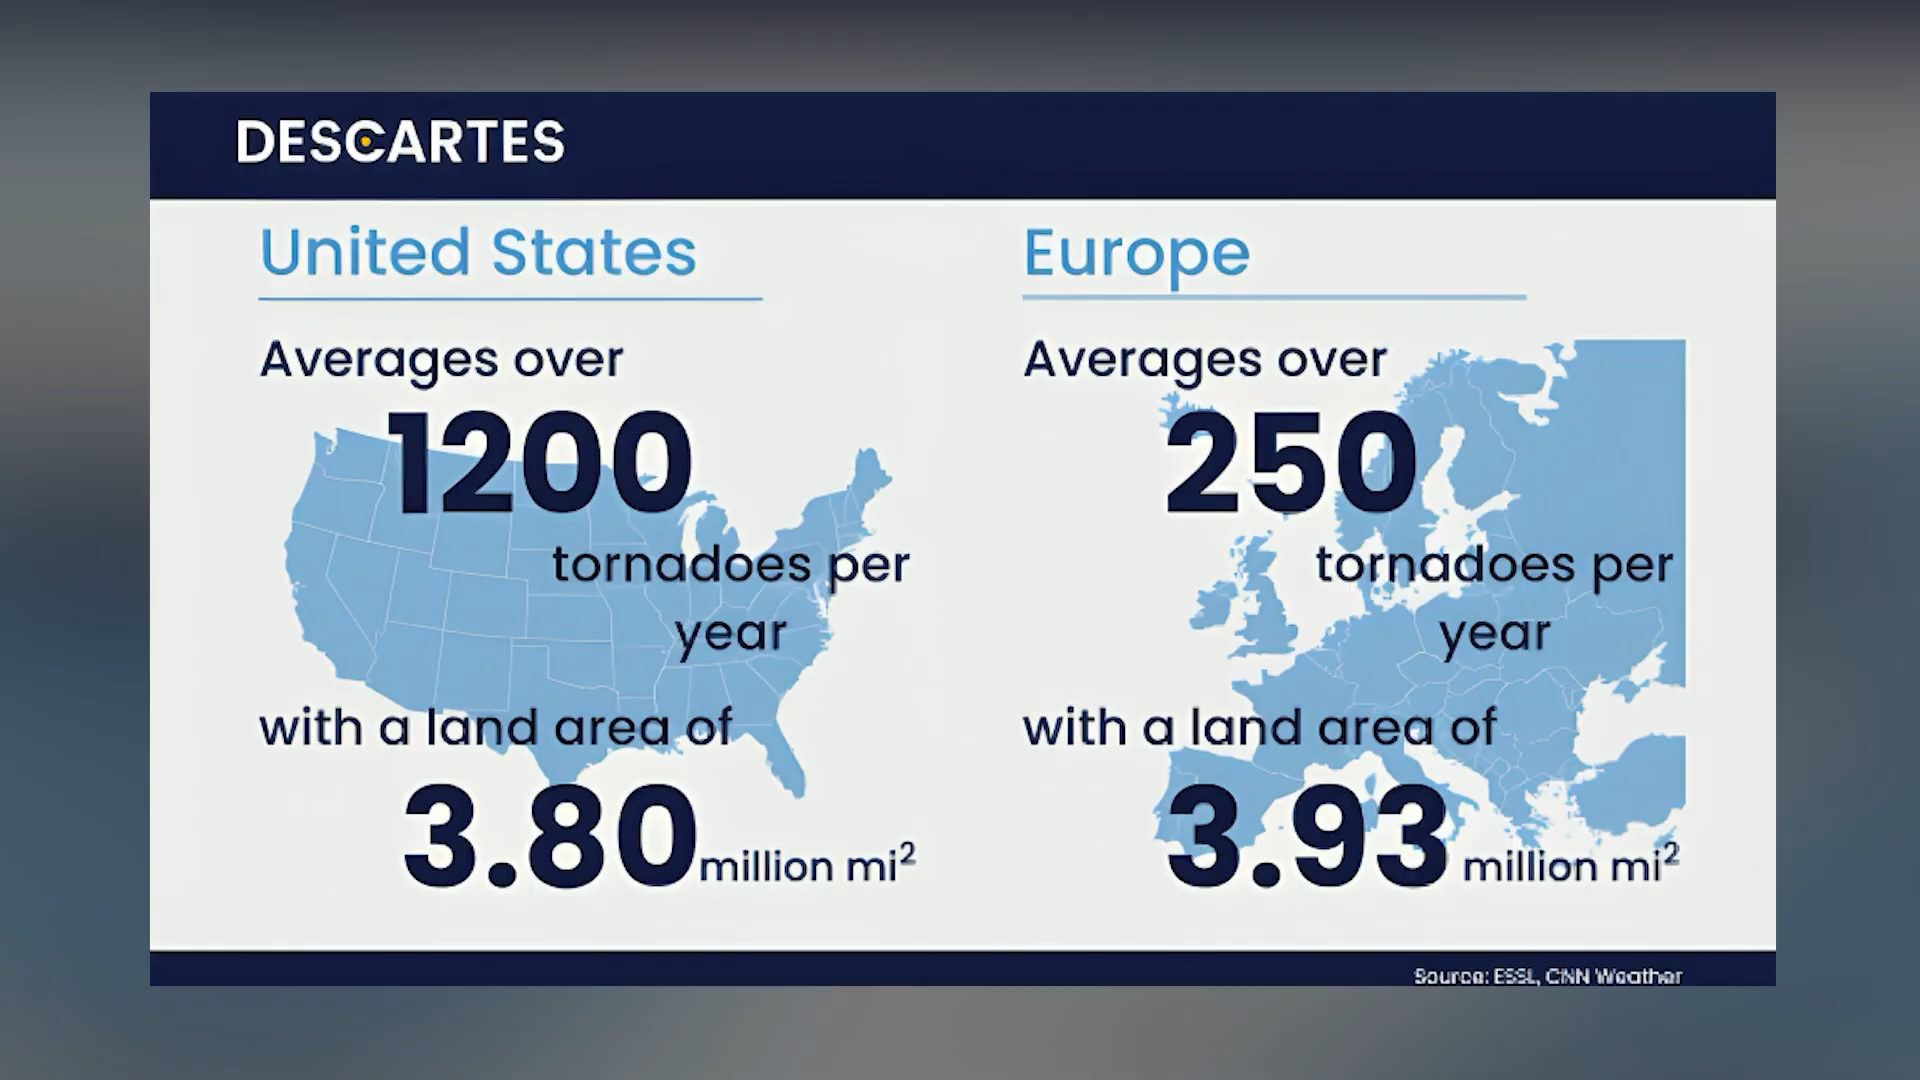 DESCARTES
United States
Averages over
1200
tornadoes per
year
with a land area of
3.80 million mi²
Europe
Averages over
250
tornadoes per
year
with a land area of
3.93 million mi²
Source: ESSL, CNN Weather